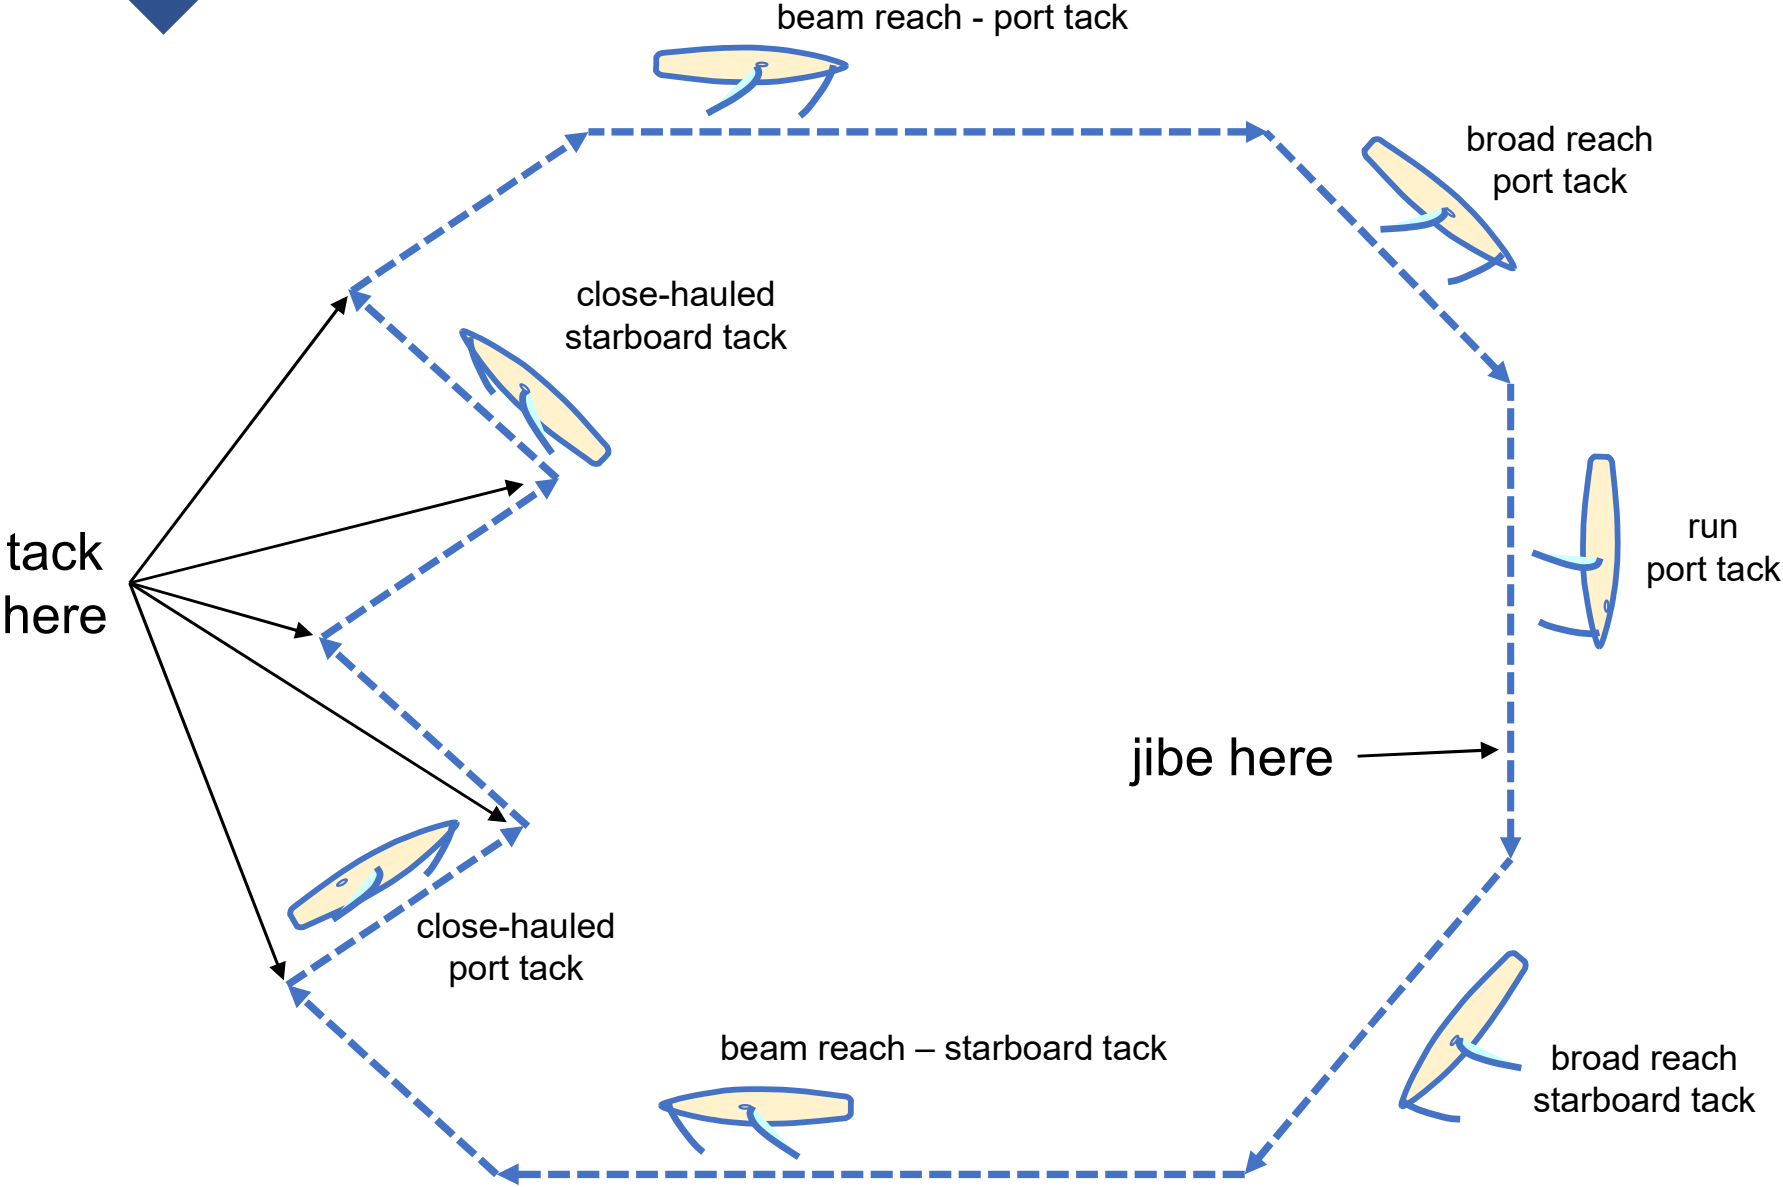 beam reach - port tack
broad reach
port tack
close-hauled
starboard tack
tack
here
run
port tack
jibe here
close-hauled
port tack
beam reach – starboard tack
broad reach
starboard tack